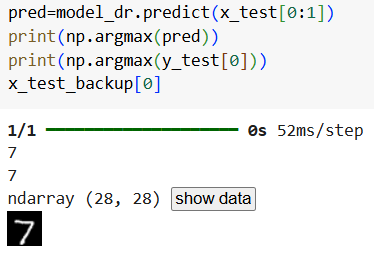 pred=model_dr.predict(x_test[0:1])
print(np.argmax(pred))
print(np.argmax(y_test[0]))
x_test_backup[0]
1/1 ━━━━━━━━━━━━━━━━━━━━ 0s 52ms/step
7
7
ndarray (28, 28) show data
7